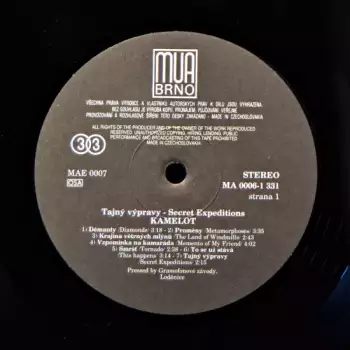 MUA
BRNO
VŠECHNA PRÁVA VÝROBCE A VLASTNÍKA AUTORSKÝCH PRÁV K DÍLU JSOU VYHRAZENA.
BEZ SOUHLASU JE VÝROBA KOPIÍ, PRONÁJEM, PŮJČOVÁNÍ, VEŘEJNÉ
PROVOZOVÁNÍ A ROZHLASOVÉ ŠÍŘENÍ TÉTO DESKY ZAKÁZÁNO - MADE IN CZECHOSLOVAKIA
ALL RIGHTS OF THE PRODUCER AND OF THE OWNER OF THE WORK REPRODUCED
RESERVED. UNAUTHORIZED COPYING, HIRING, LENDING, PUBLIC
PERFORMANCE AND BROADCASTING OF THIS TAPE PROHIBITED
MADE IN CZECHOSLOVAKIA.
33
MAE 0007
STEREO
OSA
MA 0006-1 331
strana 1
Tajný výpravy - Secret Expeditions
KAMELOT
1/Démanty (Diamonds) 3:18 - 2/ Proměny (Metamorphoses) 3:35
3/ Krajina větrných mlýnů (The Land of Windmills) 2:43
4/ Vzpomínka na kamaráda (Memento of My Friend) 4:02
5/ Smršť (Tornado) 2:38 - 6/ To se už stává
(This happens) 3:14 - 7/ Tajný výpravy
(Secret Expeditions) 2:15
Pressed by Gramofonové závody,
Loděnice